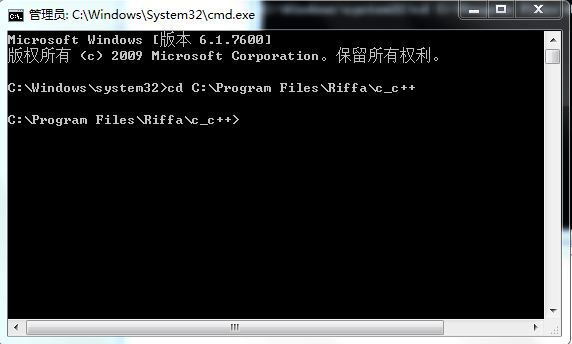 管理员: C:\Windows\System32\cmd.exe
Microsoft Windows [版本 6.1.7600]
版权所有 (c) 2009 Microsoft Corporation。保留所有权利。
C:\Windows\system32>cd C:\Program Files\Riffa\c_c++
C:\Program Files\Riffa\c_c++>